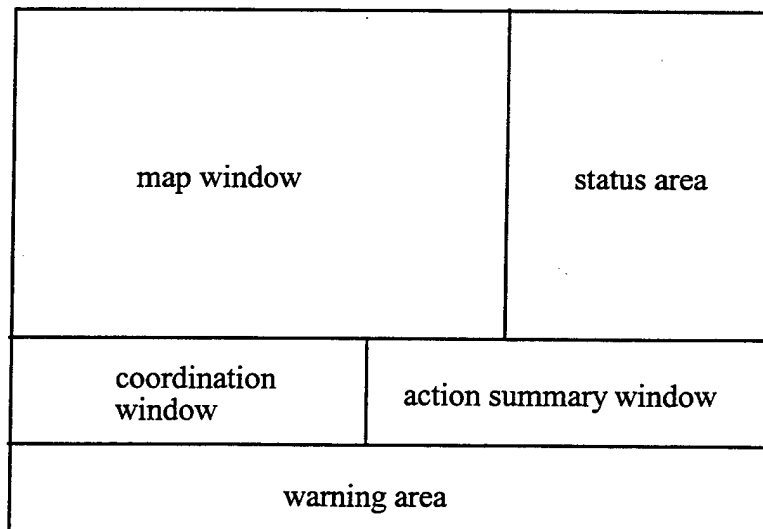 map window
status area
coordination
window
action summary window
warning area